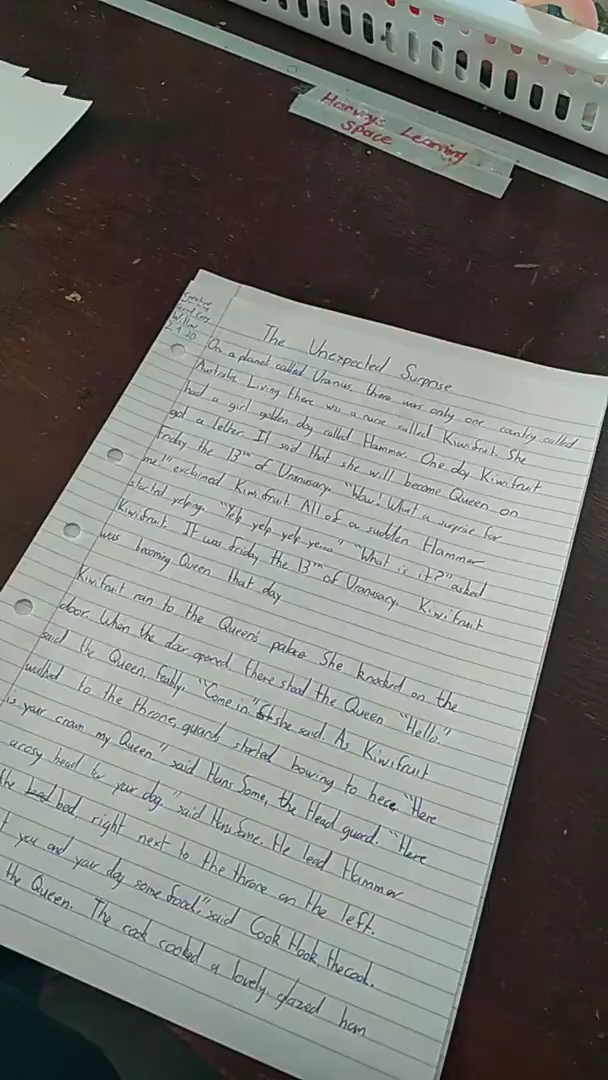 Harvey's Learning
Space
Good Copy
Willow
The Unexpected Surprise
On a planet called Uranus, there was only one country called
Australia. Living there was a nurse called Kiwifruit. She
had a girl golden dog called Hammer. One day Kiwifruit
got a letter. It said that she will become Queen on
Friday the 13th of Uranuary. "Wow! What a surprise for
me!" exclaimed Kiwifruit. All of a sudden Hammer
started yelping. "Yelp yelp yelp" "What is it?" asked
Kiwifruit. It was Friday the 13th of Uranuary. Kiwifruit
was becoming Queen that day.
Kiwifruit ran to the Queen's palace. She knocked on the
door. When the door opened, there stood the Queen "Hello."
said the Queen, feably. "Come in." she said. As Kiwifruit
walked to the throne, guards started bowing to here. "Here
is your crown my Queen." said Hans Some, the Head guard. "Here
a cosy bead for your dog." said Hans Some. He lead Hammer
the bed, right next to the throne on the left.
you and your dog some food." said Cook Hook, the cook.
the Queen. The cook cooked a lovely, glazed ham